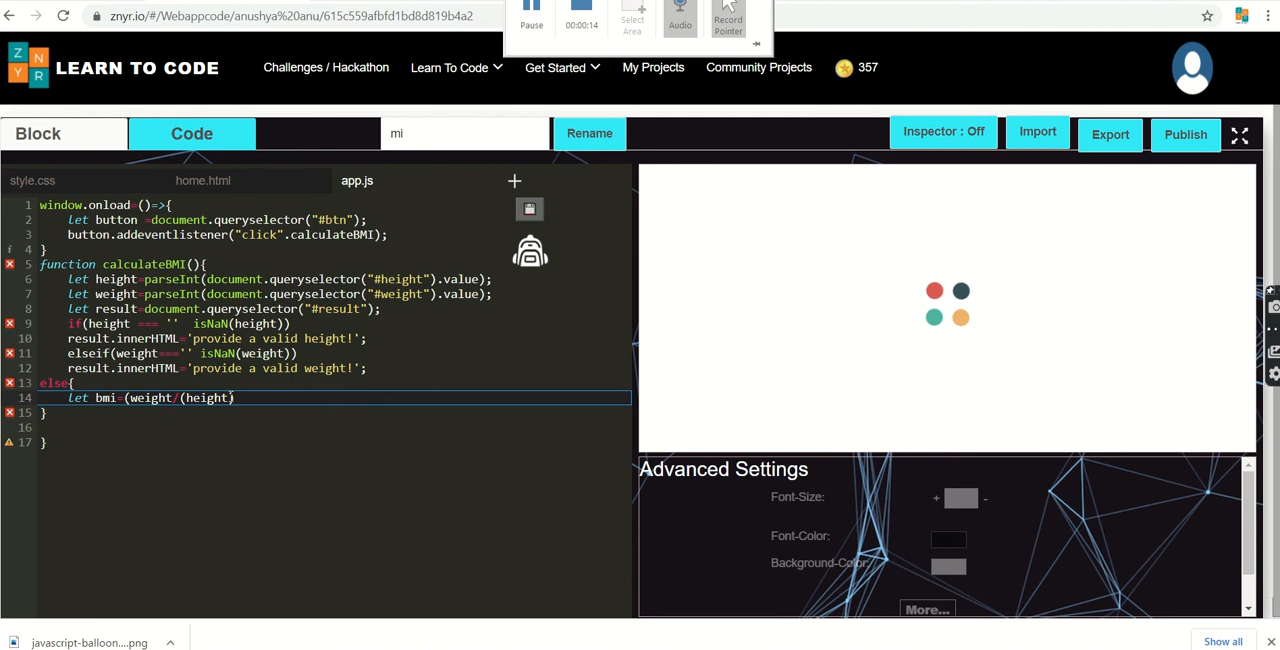 znyr.io/#/Webappcode/anushya%20anu/615c559afbfd1bd8d819b4a2
Pause
00:00:14
Select Area
Audio
Record Pointer
Z N Y R
LEARN TO CODE
Challenges / Hackathon
Learn To Code
Get Started
My Projects
Community Projects
357
Block
Code
mi
Rename
Inspector : Off
Import
Export
Publish
style.css
home.html
app.js
+
1 window.onload=()=>{
2 let button =document.queryselector("#btn");
3 button.addeventlistener("click".calculateBMI);
4 }
5 function calculateBMI(){
6 let height=parseInt(document.queryselector("#height").value);
7 let weight=parseInt(document.queryselector("#weight").value);
8 let result=document.queryselector("#result");
9 if(height === '' isNaN(height))
10 result.innerHTML='provide a valid height!';
11 elseif(weight==='' isNaN(weight))
12 result.innerHTML='provide a valid weight!';
13 else{
14 let bmi=(weight/(height)
15 }
16
17 }
Advanced Settings
Font-Size:
+ -
Font-Color:
Background-Color:
More...
javascript-balloon....png
Show all